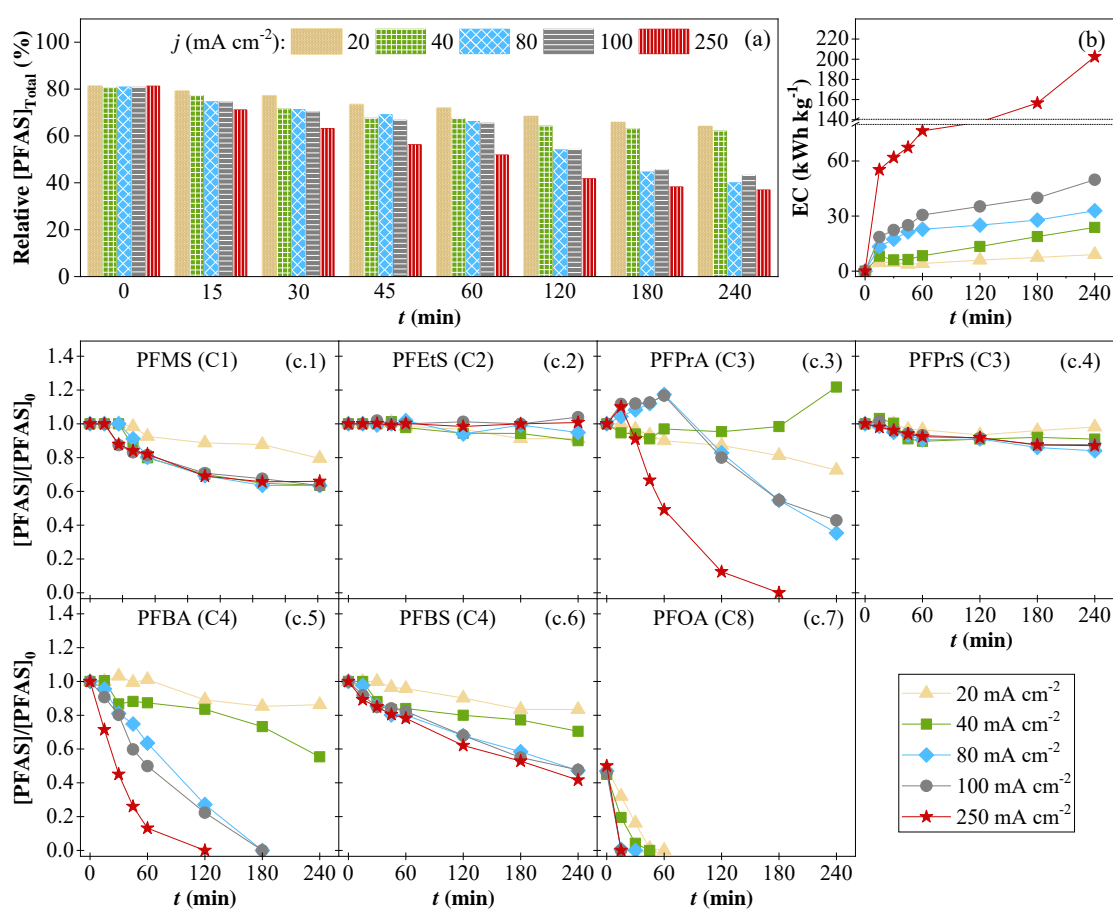 j (mA cm⁻²): 20 40 80 100 250 (a)
Relative [PFAS]Total (%)
100
80
60
40
20
0
0 15 30 45 60 120 180 240
t (min)
(b)
EC (kWh kg⁻¹)
220
200
180
160
140
60
30
0
0 60 120 180 240
t (min)
[PFAS]/[PFAS]₀
1.4
1.2
1.0
0.8
0.6
0.4
0.2
0.0
PFMS (C1) (c.1)
PFEtS (C2) (c.2)
PFPrA (C3) (c.3)
PFPrS (C3) (c.4)
0 60 120 180 240
t (min)
[PFAS]/[PFAS]₀
1.4
1.2
1.0
0.8
0.6
0.4
0.2
0.0
PFBA (C4) (c.5)
PFBS (C4) (c.6)
PFOA (C8) (c.7)
0 60 120 180 240
t (min)
0 60 120 180 240
t (min)
0 60 120 180 240
t (min)
20 mA cm⁻²
40 mA cm⁻²
80 mA cm⁻²
100 mA cm⁻²
250 mA cm⁻²